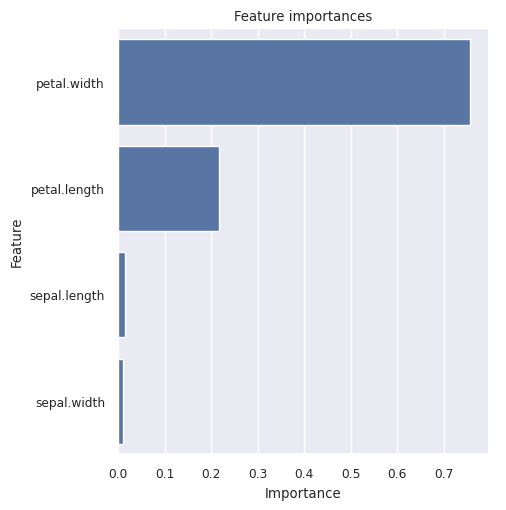 Feature importances
petal.width
petal.length
sepal.length
sepal.width
Feature
0.0 0.1 0.2 0.3 0.4 0.5 0.6 0.7
Importance